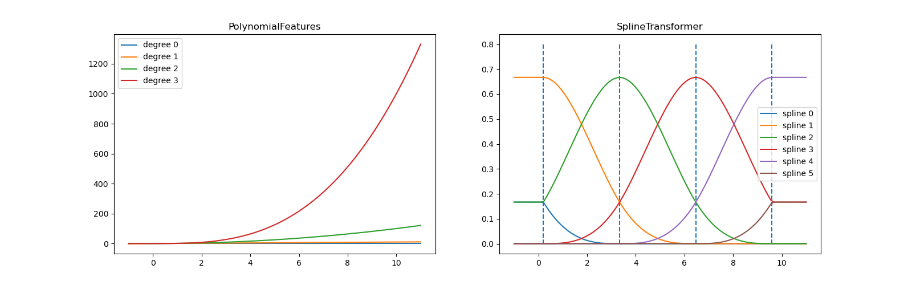 PolynomialFeatures
degree 0
degree 1
degree 2
degree 3
1200
1000
800
600
400
200
0
0 2 4 6 8 10
SplineTransformer
0.8
0.7
0.6
0.5
0.4
0.3
0.2
0.1
0.0
spline 0
spline 1
spline 2
spline 3
spline 4
spline 5
0 2 4 6 8 10